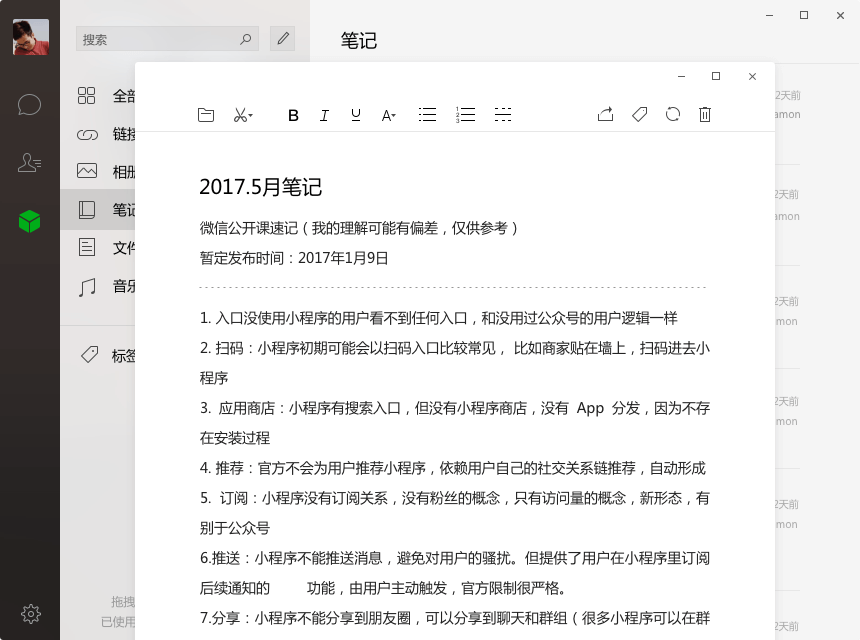 搜索
笔记
全部
链接
相册
笔记
文件
音乐
标签
拖拽
已使用
B I U A
2017.5月笔记
微信公开课速记（我的理解可能有偏差，仅供参考）
暂定发布时间：2017年1月9日
1. 入口没使用小程序的用户看不到任何入口，和没用过公众号的用户逻辑一样
2. 扫码：小程序初期可能会以扫码入口比较常见， 比如商家贴在墙上，扫码进去小
程序
3. 应用商店：小程序有搜索入口，但没有小程序商店，没有 App 分发，因为不存
在安装过程
4. 推荐：官方不会为用户推荐小程序，依赖用户自己的社交关系链推荐，自动形成
5. 订阅：小程序没有订阅关系，没有粉丝的概念，只有访问量的概念，新形态，有
别于公众号
6.推送：小程序不能推送消息，避免对用户的骚扰。但提供了用户在小程序里订阅
后续通知的 功能，由用户主动触发，官方限制很严格。
7.分享：小程序不能分享到朋友圈，可以分享到聊天和群组（很多小程序可以在群
2天前
amon
2天前
amon
2天前
mon
2天前
mon
2天前
mon
2天前